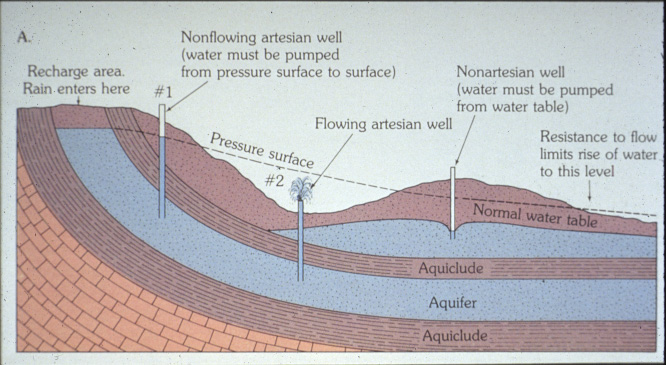 A.
Nonflowing artesian well
(water must be pumped
from pressure surface to surface)
Recharge area.
Rain enters here
#1
Nonartesian well
(water must be pumped
from water table)
Flowing artesian well
Resistance to flow
limits rise of water
to this level
Pressure surface
#2
Normal water table
Aquiclude
Aquifer
Aquiclude